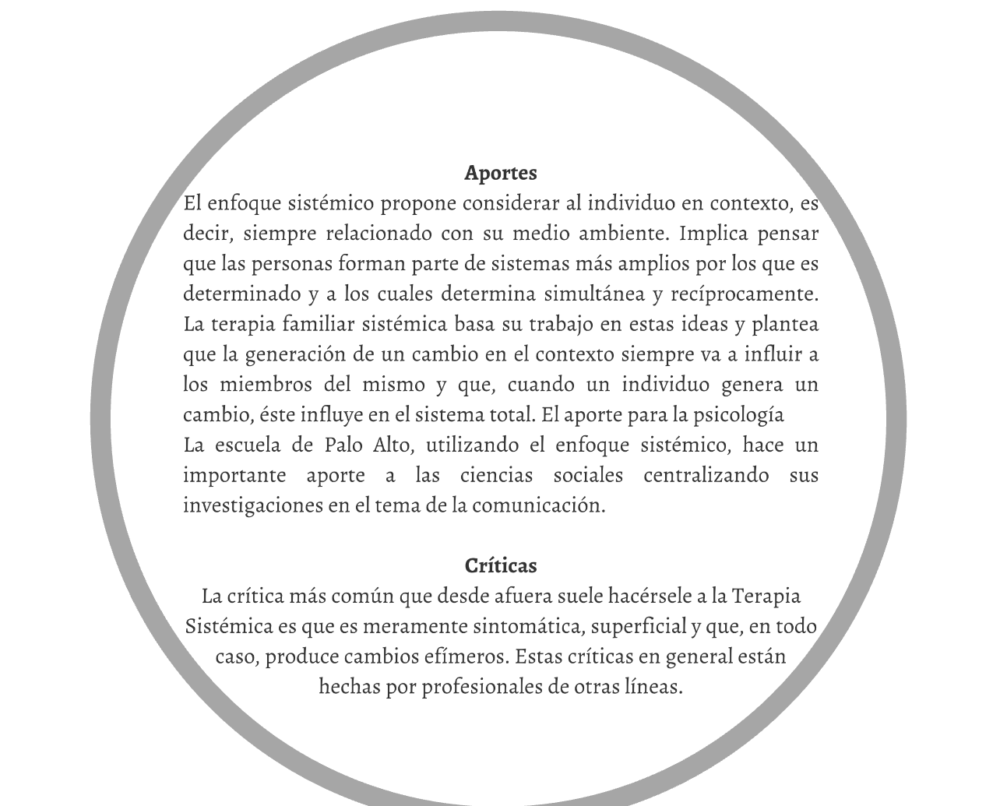 Aportes
El enfoque sistémico propone considerar al individuo en contexto, es
decir, siempre relacionado con su medio ambiente. Implica pensar
que las personas forman parte de sistemas más amplios por los que es
determinado y a los cuales determina simultánea y recíprocamente.
La terapia familiar sistémica basa su trabajo en estas ideas y plantea
que la generación de un cambio en el contexto siempre va a influir a
los miembros del mismo y que, cuando un individuo genera un
cambio, éste influye en el sistema total. El aporte para la psicología
La escuela de Palo Alto, utilizando el enfoque sistémico, hace un
importante aporte a las ciencias sociales centralizando sus
investigaciones en el tema de la comunicación.
Críticas
La crítica más común que desde afuera suele hacérsele a la Terapia
Sistémica es que es meramente sintomática, superficial y que, en todo
caso, produce cambios efímeros. Estas críticas en general están
hechas por profesionales de otras líneas.